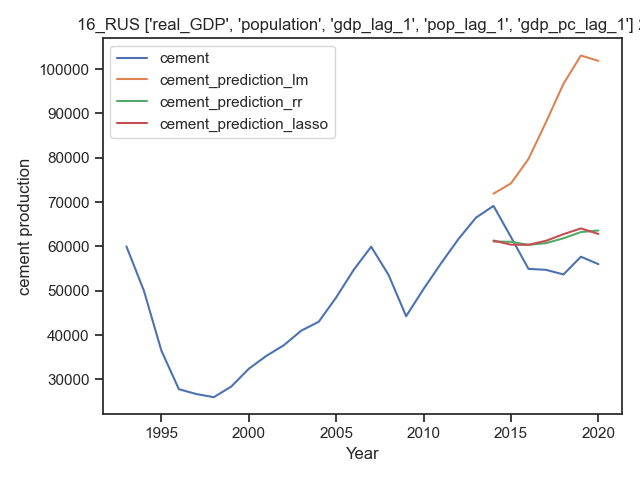 16_RUS ['real_GDP', 'population', 'gdp_lag_1', 'pop_lag_1', 'gdp_pc_lag_1']
cement
cement_prediction_lm
cement_prediction_rr
cement_prediction_lasso
100000
90000
80000
70000
60000
50000
40000
30000
cement production
1995
2000
2005
2010
2015
2020
Year